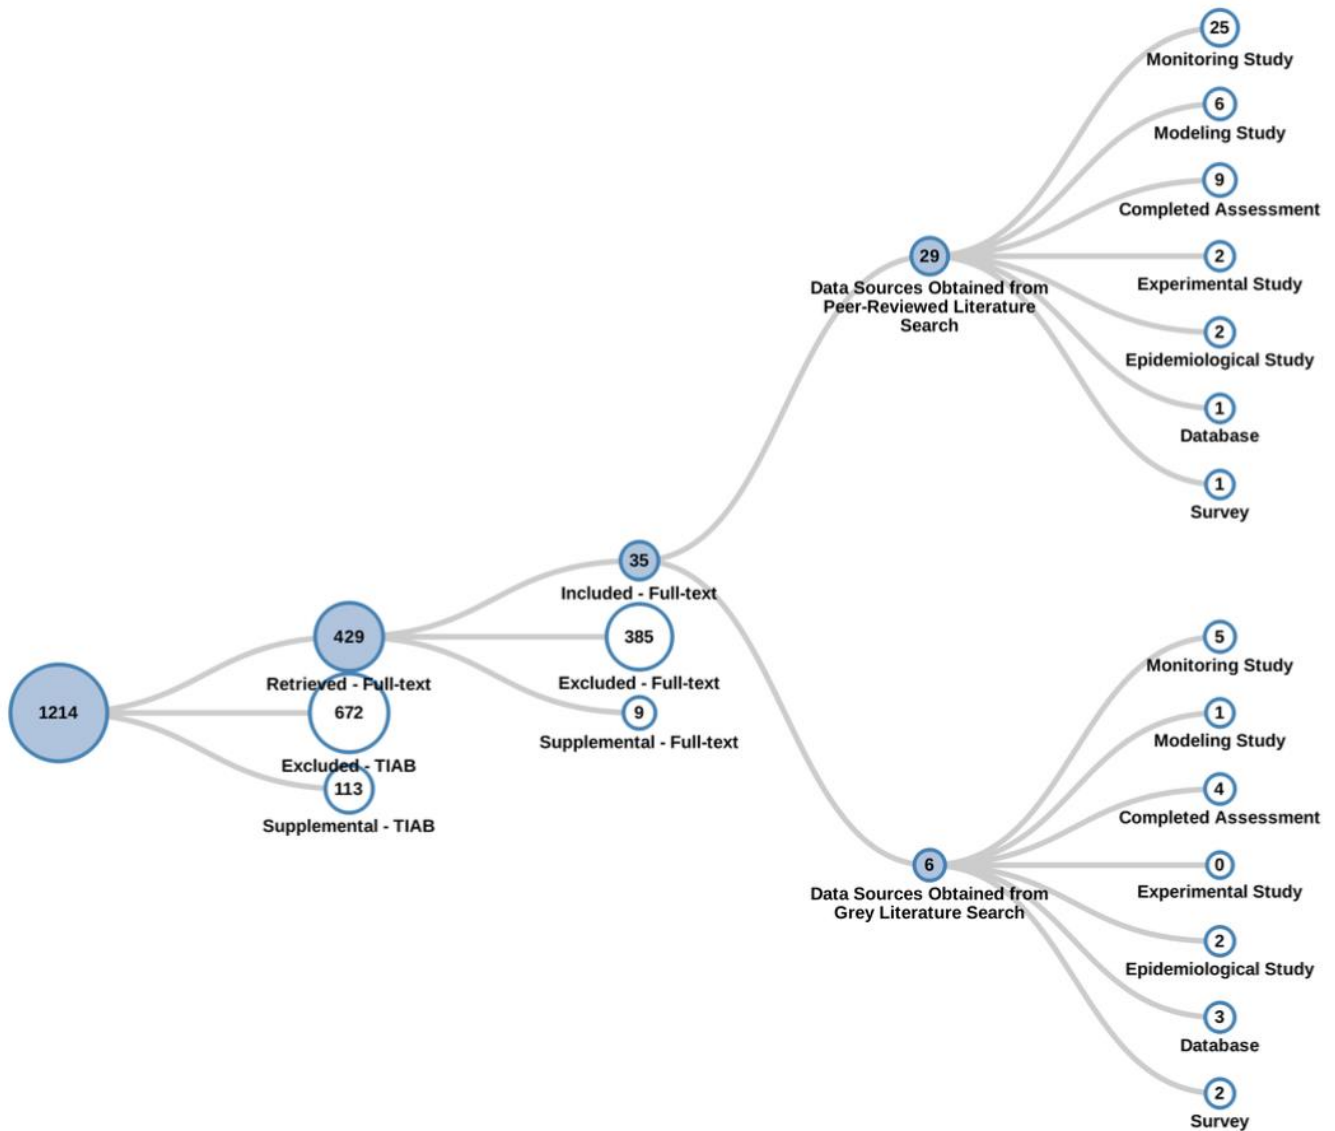 1214
429
Retrieved - Full-text
672
Excluded - TIAB
113
Supplemental - TIAB
35
Included - Full-text
385
Excluded - Full-text
9
Supplemental - Full-text
29
Data Sources Obtained from
Peer-Reviewed Literature
Search
25
Monitoring Study
6
Modeling Study
9
Completed Assessment
2
Experimental Study
2
Epidemiological Study
1
Database
1
Survey
6
Data Sources Obtained from
Grey Literature Search
5
Monitoring Study
1
Modeling Study
4
Completed Assessment
0
Experimental Study
2
Epidemiological Study
3
Database
2
Survey